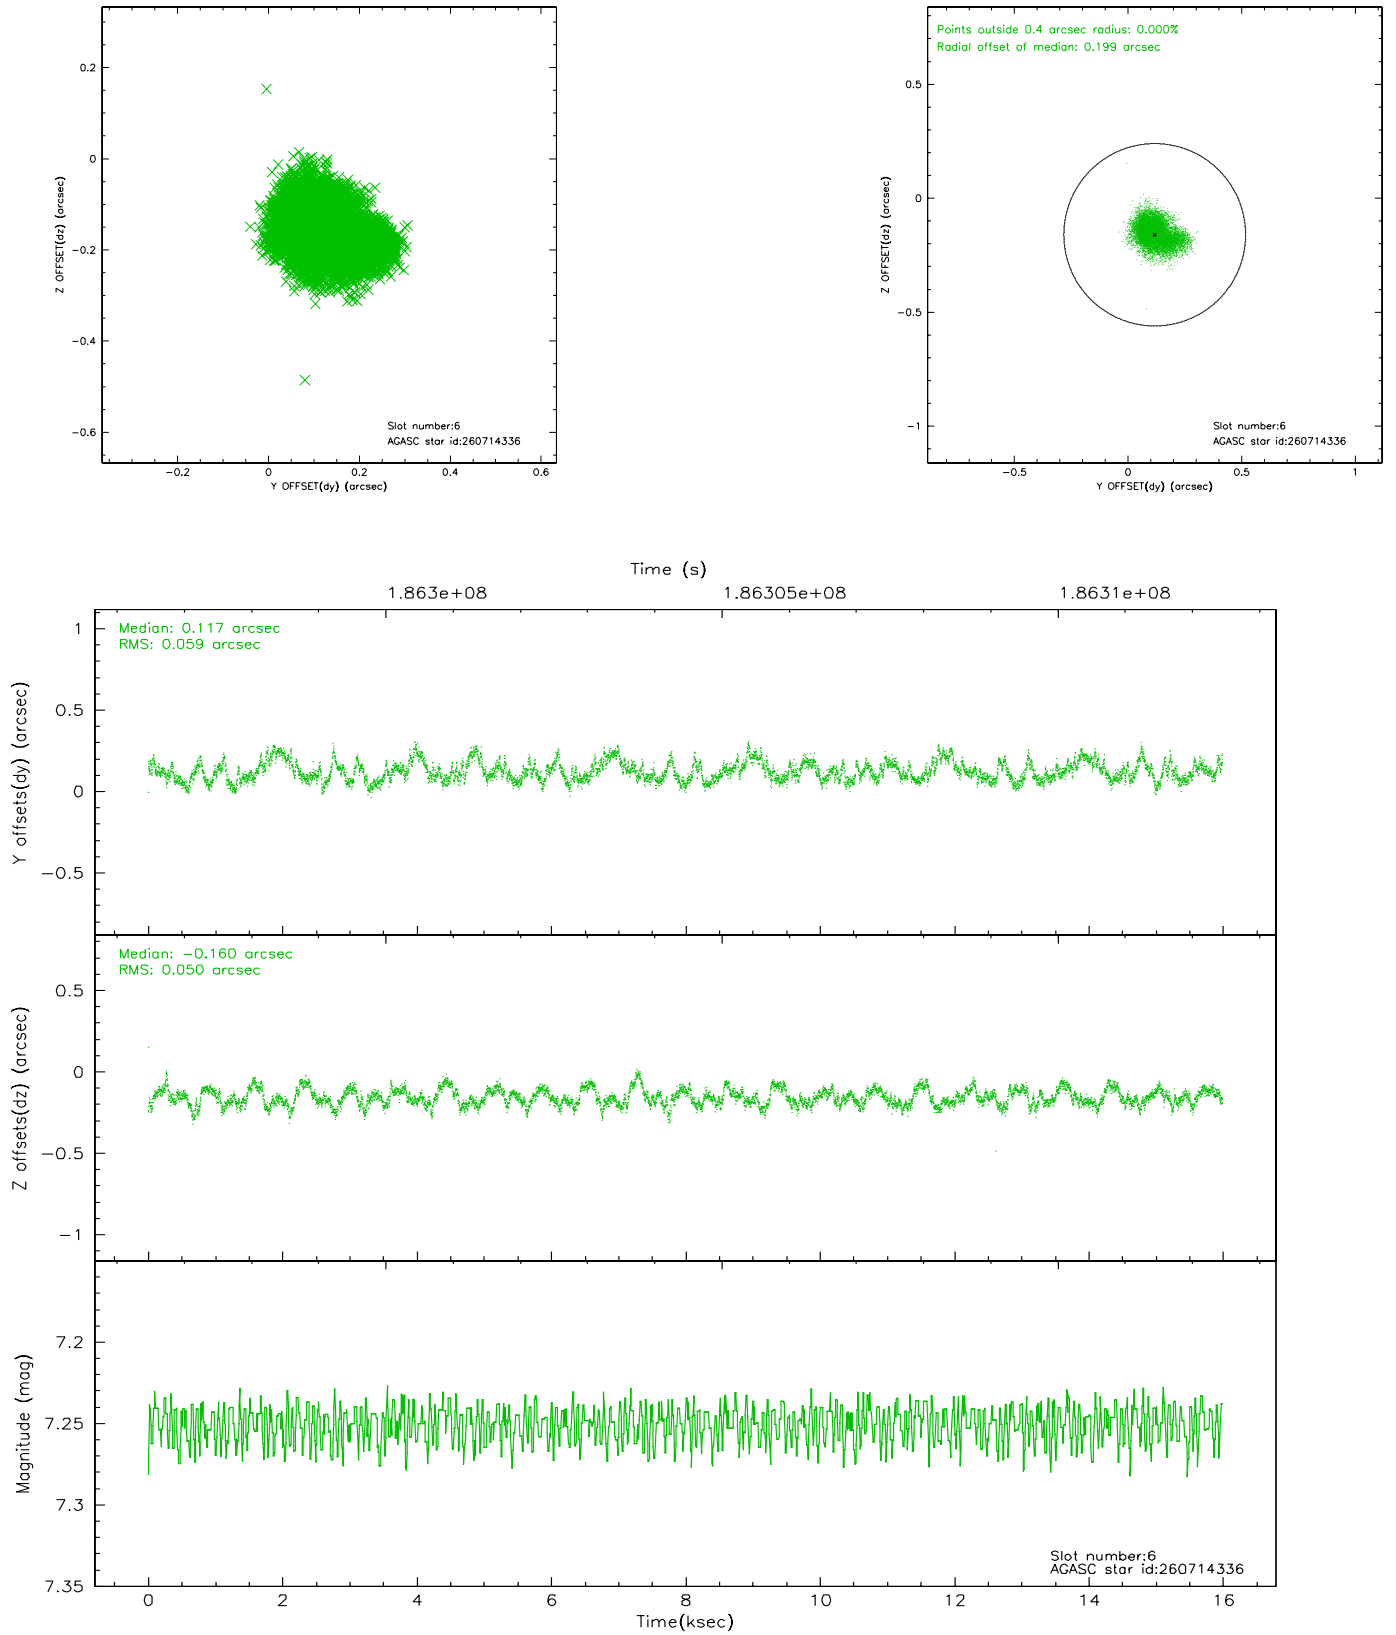 0.2
0
−0.2
−0.4
−0.6
Z OFFSET(dz) (arcsec)
Slot number:6
AGASC star id:260714336
−0.2 0 0.2 0.4 0.6
Y OFFSET(dy) (arcsec)
Points outside 0.4 arcsec radius: 0.000%
Radial offset of median: 0.199 arcsec
0.5
0
−0.5
−1
Z OFFSET(dz) (arcsec)
Slot number:6
AGASC star id:260714336
−0.5 0 0.5 1
Y OFFSET(dy) (arcsec)
Time (s)
1.863e+08 1.86305e+08 1.8631e+08
Median: 0.117 arcsec
RMS: 0.059 arcsec
1
0.5
0
−0.5
Y offsets(dy) (arcsec)
Median: −0.160 arcsec
RMS: 0.050 arcsec
0.5
0
−0.5
−1
Z offsets(dz) (arcsec)
7.2
7.25
7.3
7.35
Magnitude (mag)
Slot number:6
AGASC star id:260714336
0 2 4 6 8 10 12 14 16
Time(ksec)